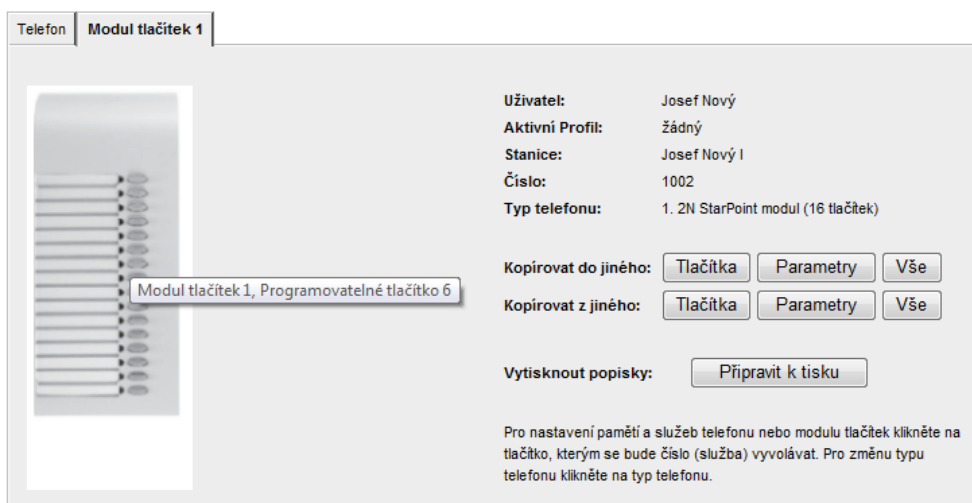 Telefon Modul tlačítek 1
Uživatel: Josef Nový
Aktivní Profil: žádný
Stanice: Josef Nový I
Číslo: 1002
Typ telefonu: 1. 2N StarPoint modul (16 tlačítek)
Kopírovat do jiného: Tlačítka Parametry Vše
Modul tlačítek 1, Programovatelné tlačítko 6
Kopírovat z jiného: Tlačítka Parametry Vše
Vytisknout popisky: Připravit k tisku
Pro nastavení pamětí a služeb telefonu nebo modulu tlačítek klikněte na
tlačítko, kterým se bude číslo (služba) vyvolávat. Pro změnu typu
telefonu klikněte na typ telefonu.